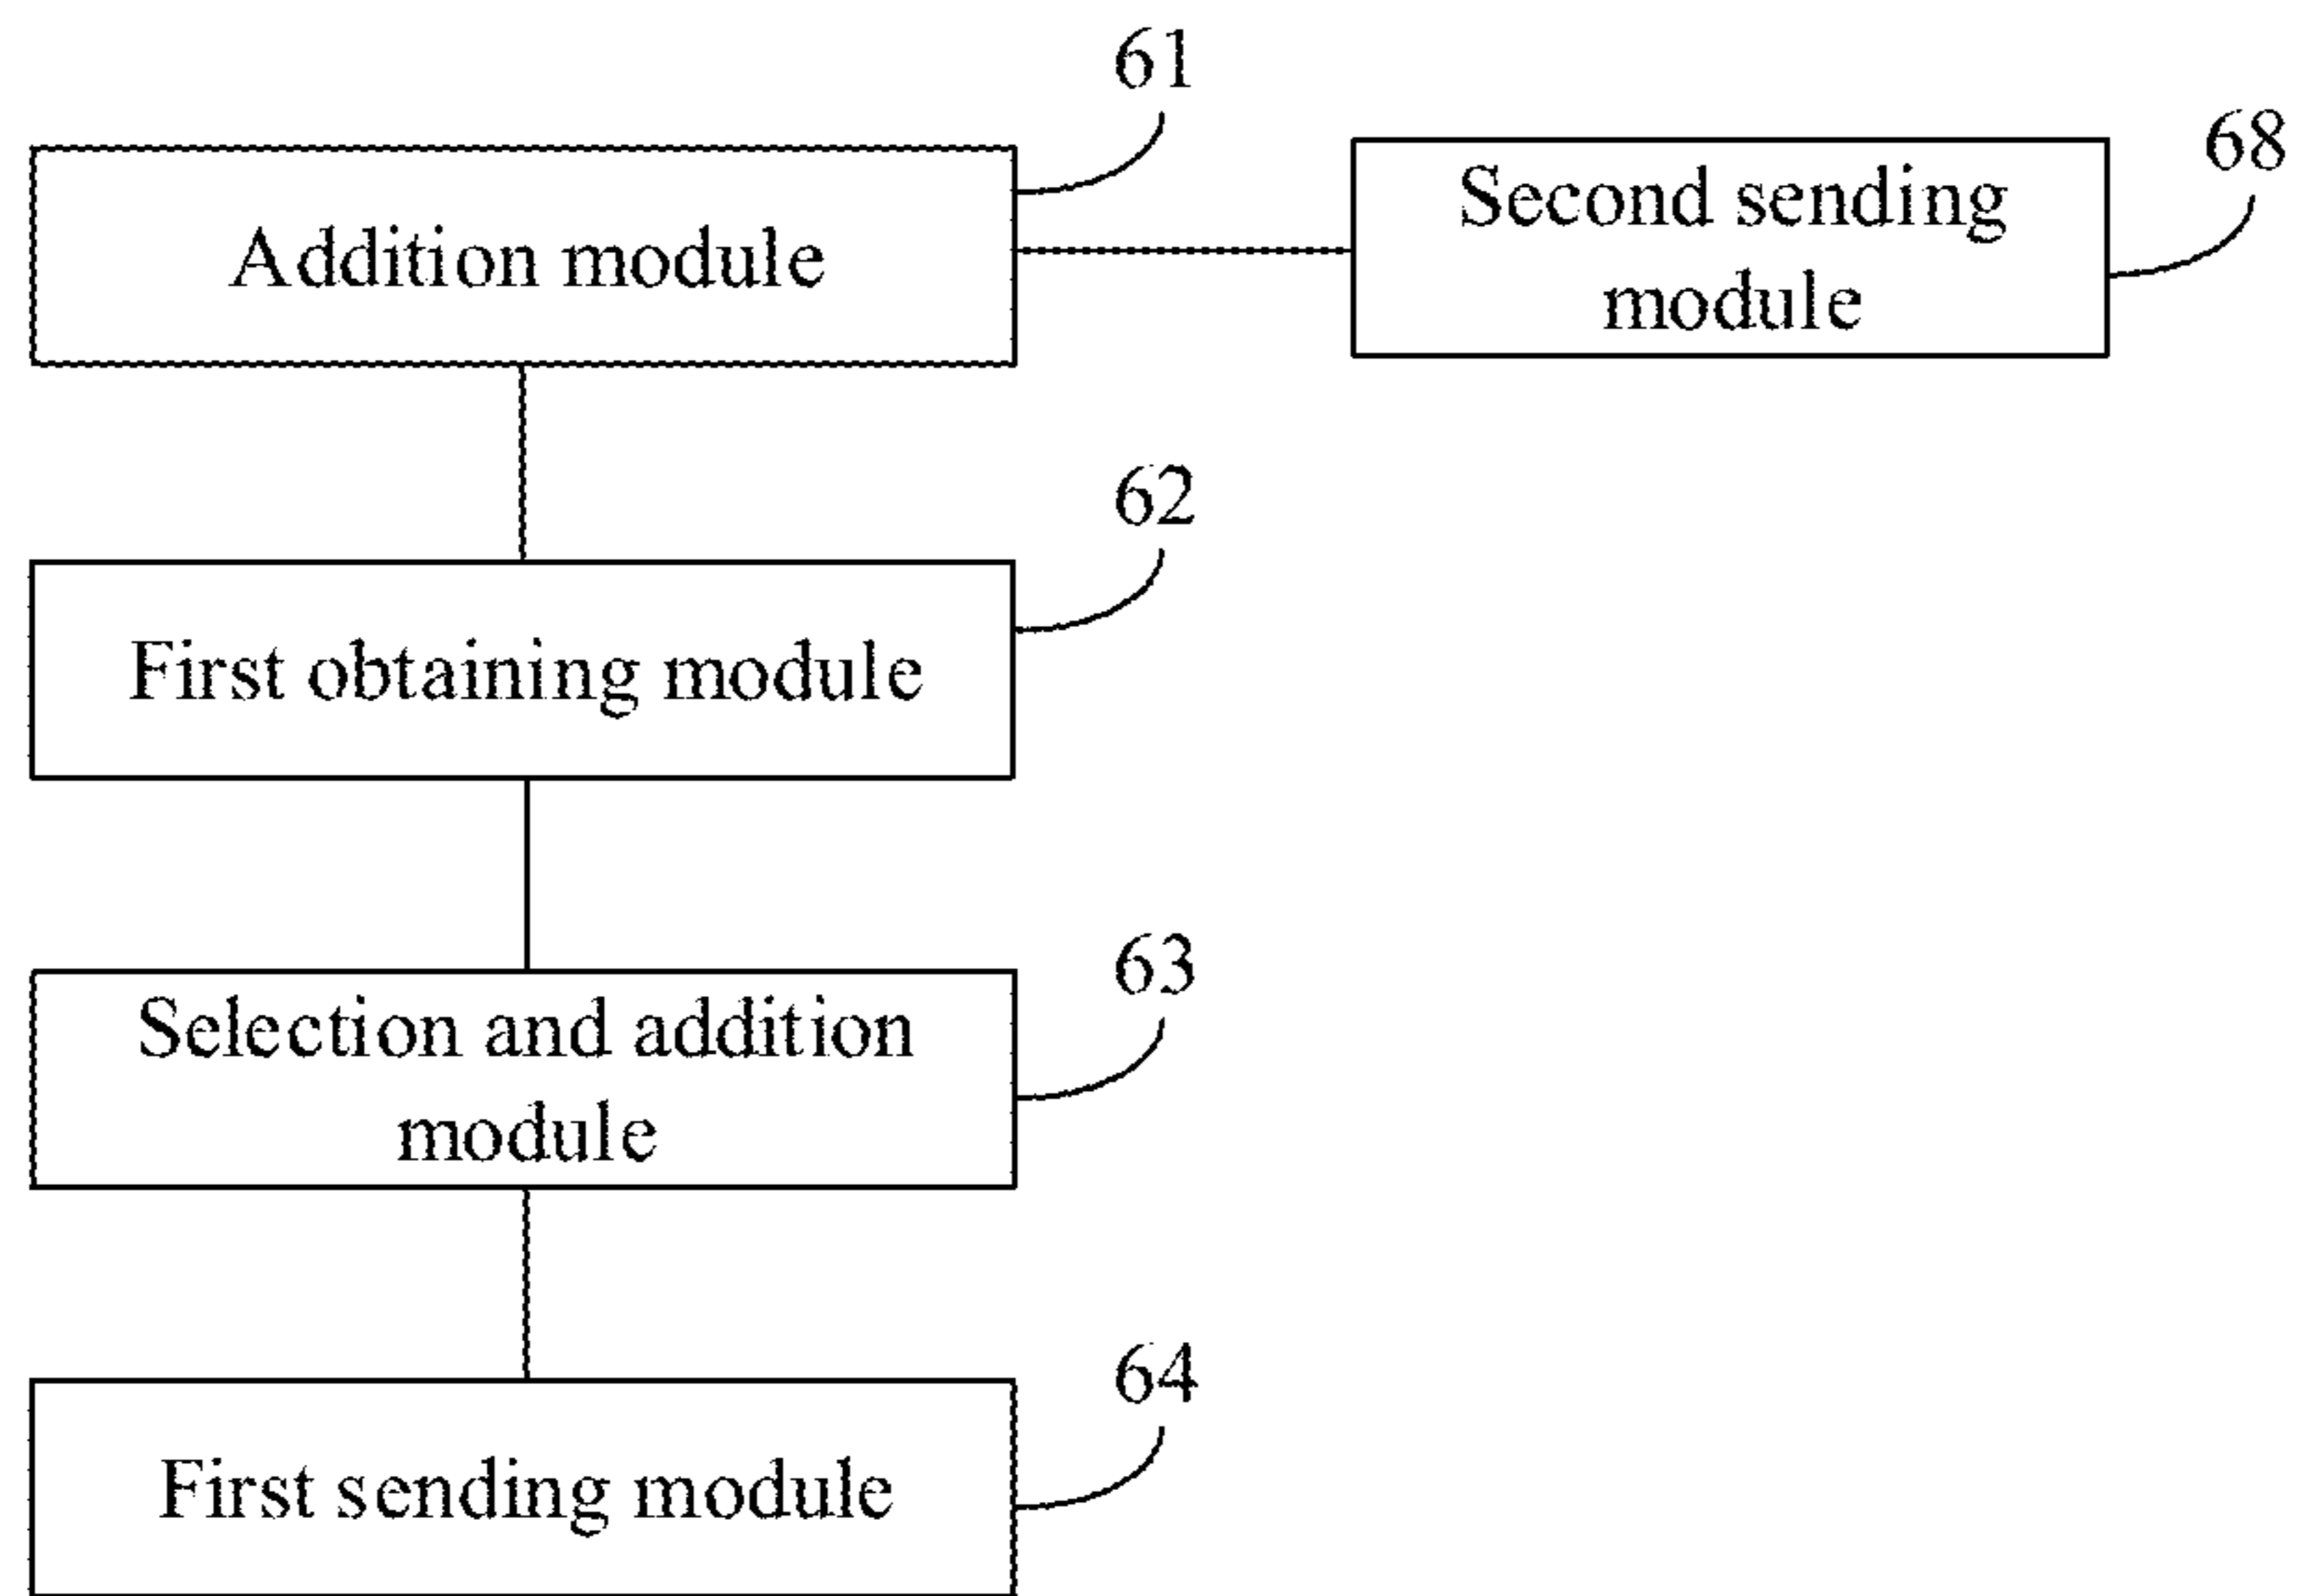 61
Addition module
68
Second sending
module
62
First obtaining module
63
Selection and addition
module
64
First sending module